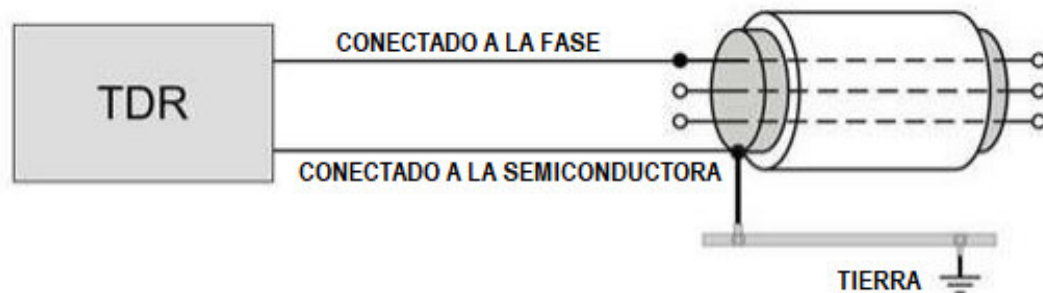 CONECTADO A LA FASE
TDR
CONECTADO A LA SEMICONDUCTORA
TIERRA